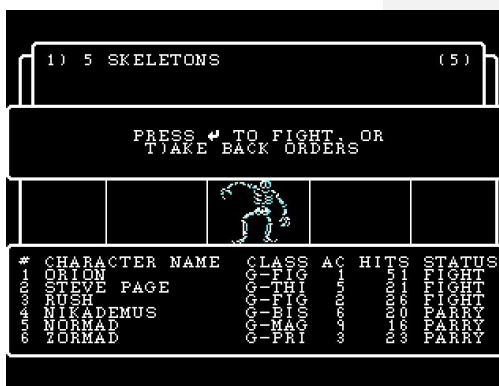 1) 5 SKELETONS (5)
PRESS ↵ TO FIGHT, OR
T)AKE BACK ORDERS
# CHARACTER NAME CLASS AC HITS STATUS
1 ORION G-FIG 1 51 FIGHT
2 STEVE PAGE G-THI 5 21 FIGHT
3 RUSH G-FIG 2 26 FIGHT
4 NIKADEMUS G-BIS 6 20 PARRY
5 NORMAD G-MAG 9 16 PARRY
6 ZORMAD G-PRI 3 23 PARRY